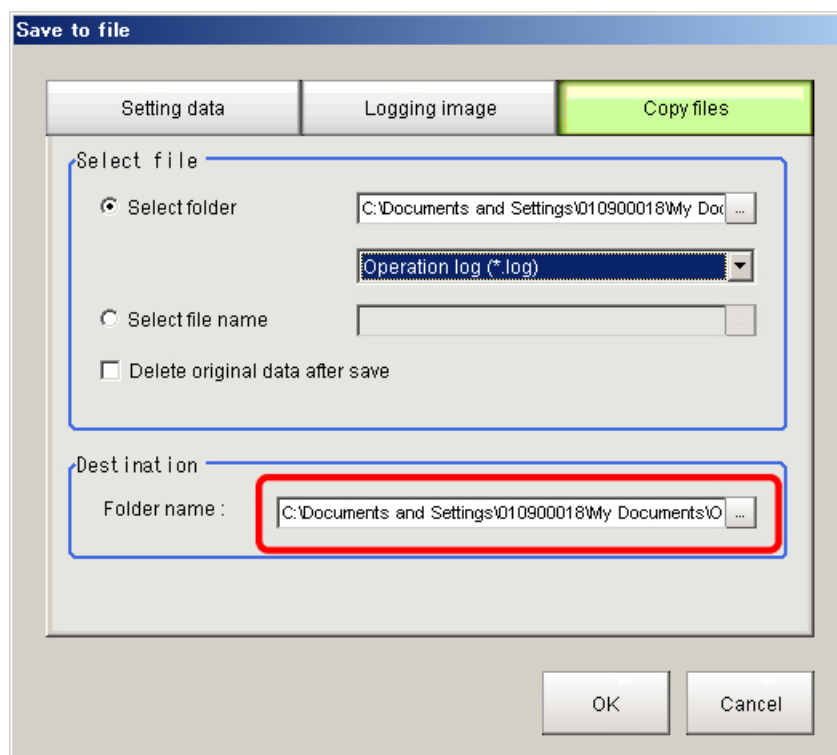 Save to file
Setting data Logging image Copy files
Select file
Select folder C:\Documents and Settings\010900018\My Doc ...
Operation log (*.log)
Select file name ...
Delete original data after save
Destination
Folder name : C:\Documents and Settings\010900018\My Documents\O ...
OK Cancel